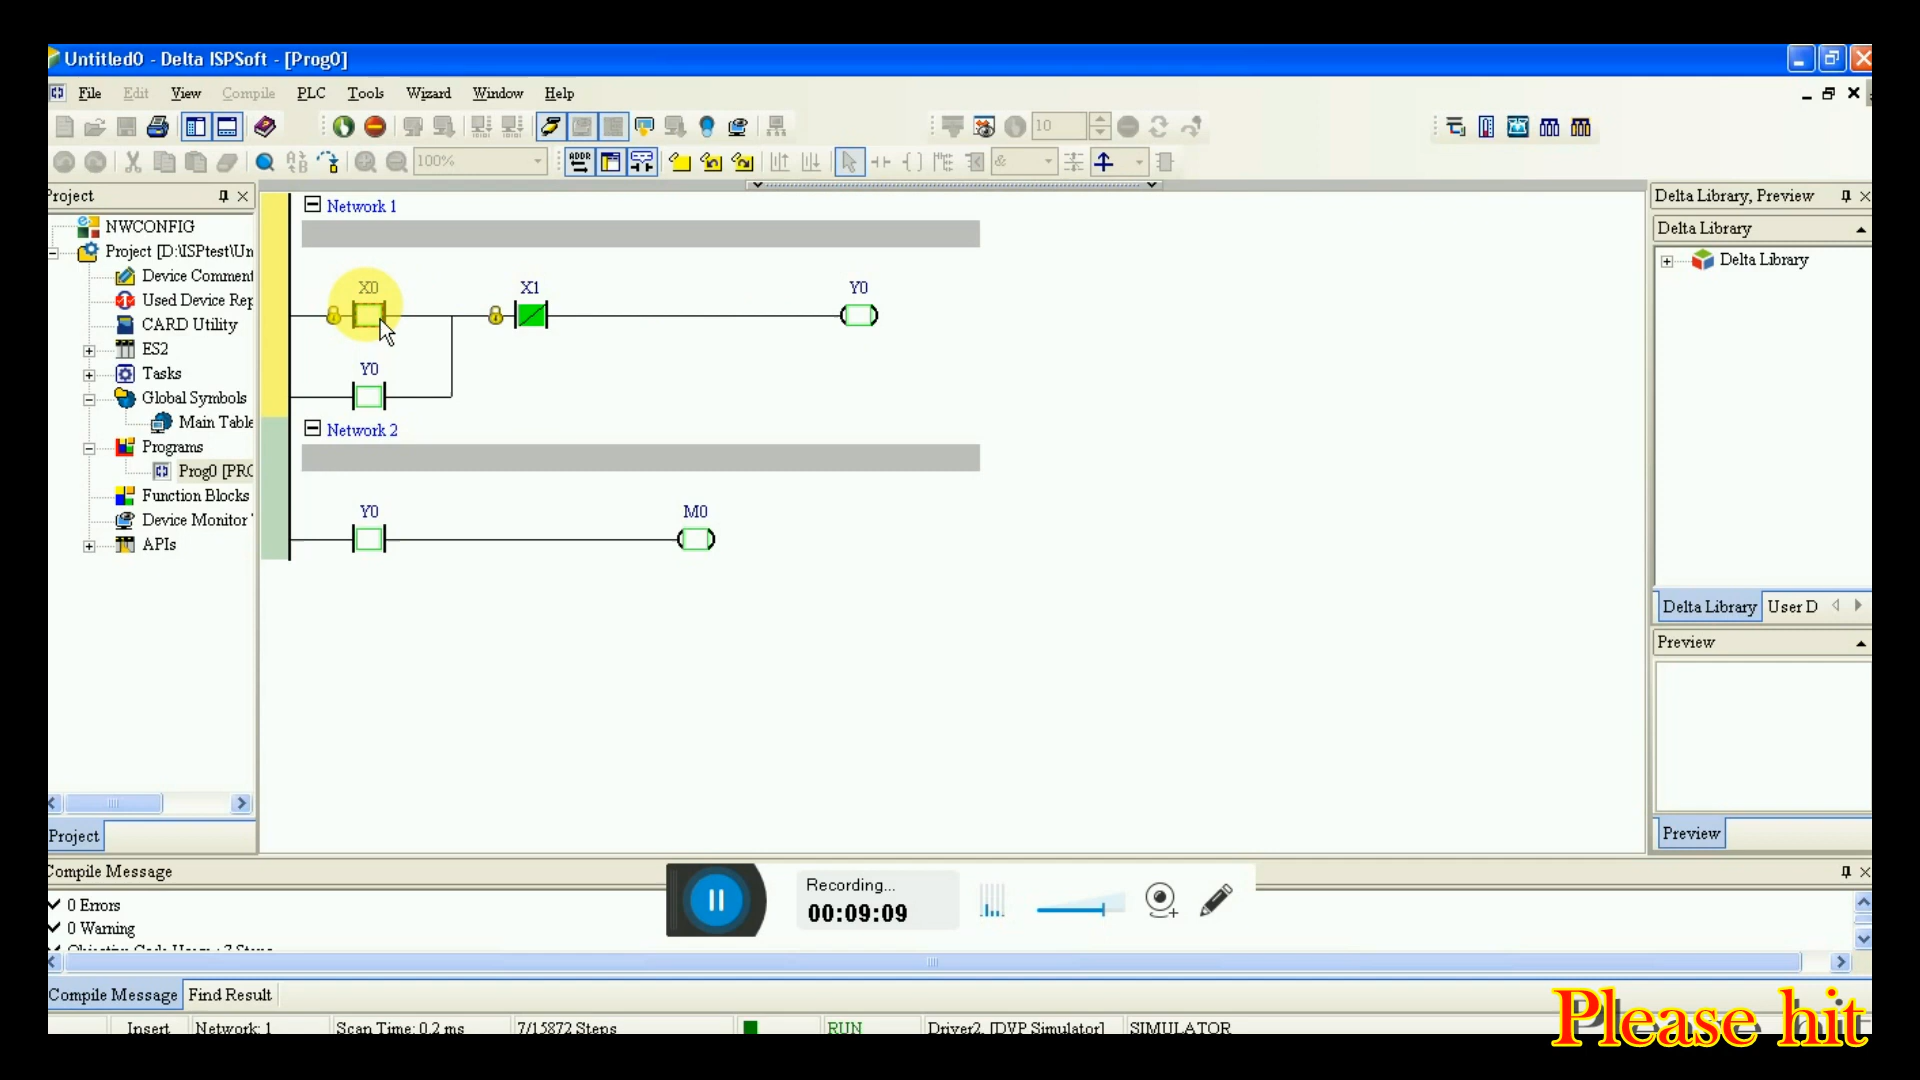 Untitled0 - Delta ISPSoft - [Prog0]
File Edit View Compile PLC Tools Wizard Window Help
10
100%
ADDR
&
Project
NWCONFIG
Project [D:\ISPtest\Un
Device Comment
Used Device Rep
CARD Utility
ES2
Tasks
Global Symbols
Main Table
Programs
Prog0 [PRC
Function Blocks
Device Monitor
APIs
Project
Network 1
X0 X1 Y0
Y0
Network 2
Y0 M0
Delta Library, Preview
Delta Library
Delta Library
Delta Library User D
Preview
Preview
Compile Message
0 Errors
0 Warning
Recording...
00:09:09
Compile Message Find Result
Insert Network: 1 Scan Time: 0.2 ms 7/15872 Steps RUN Driver2, [DVP Simulator] SIMULATOR
Please hit